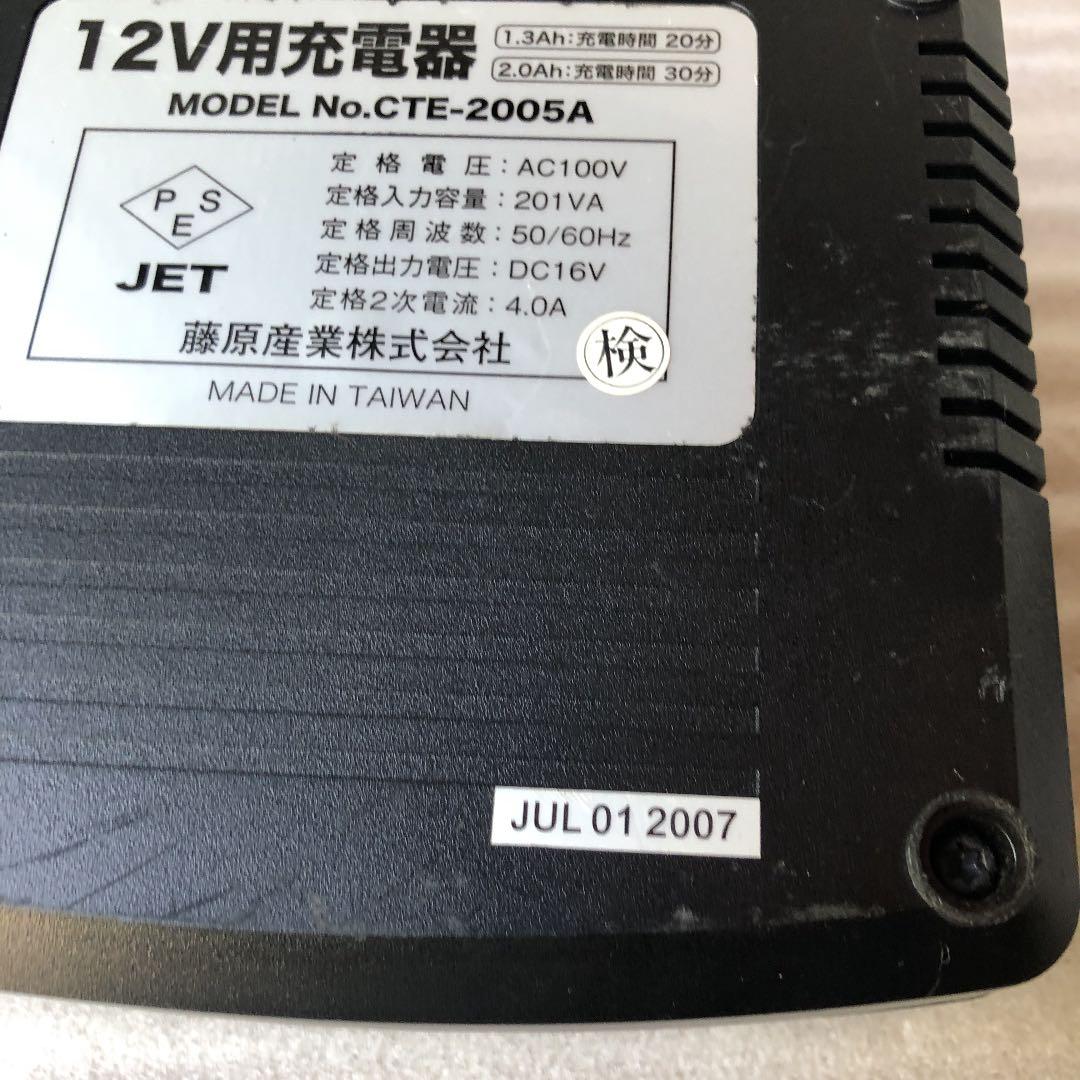 12V用充電器
1.3Ah:充電時間 20分
2.0Ah:充電時間 30分
MODEL No.CTE-2005A
PSE
JET
定格電圧:AC100V
定格入力容量:201VA
定格周波数:50/60Hz
定格出力電圧:DC16V
定格2次電流:4.0A
藤原産業株式会社
検
MADE IN TAIWAN
JUL 01 2007